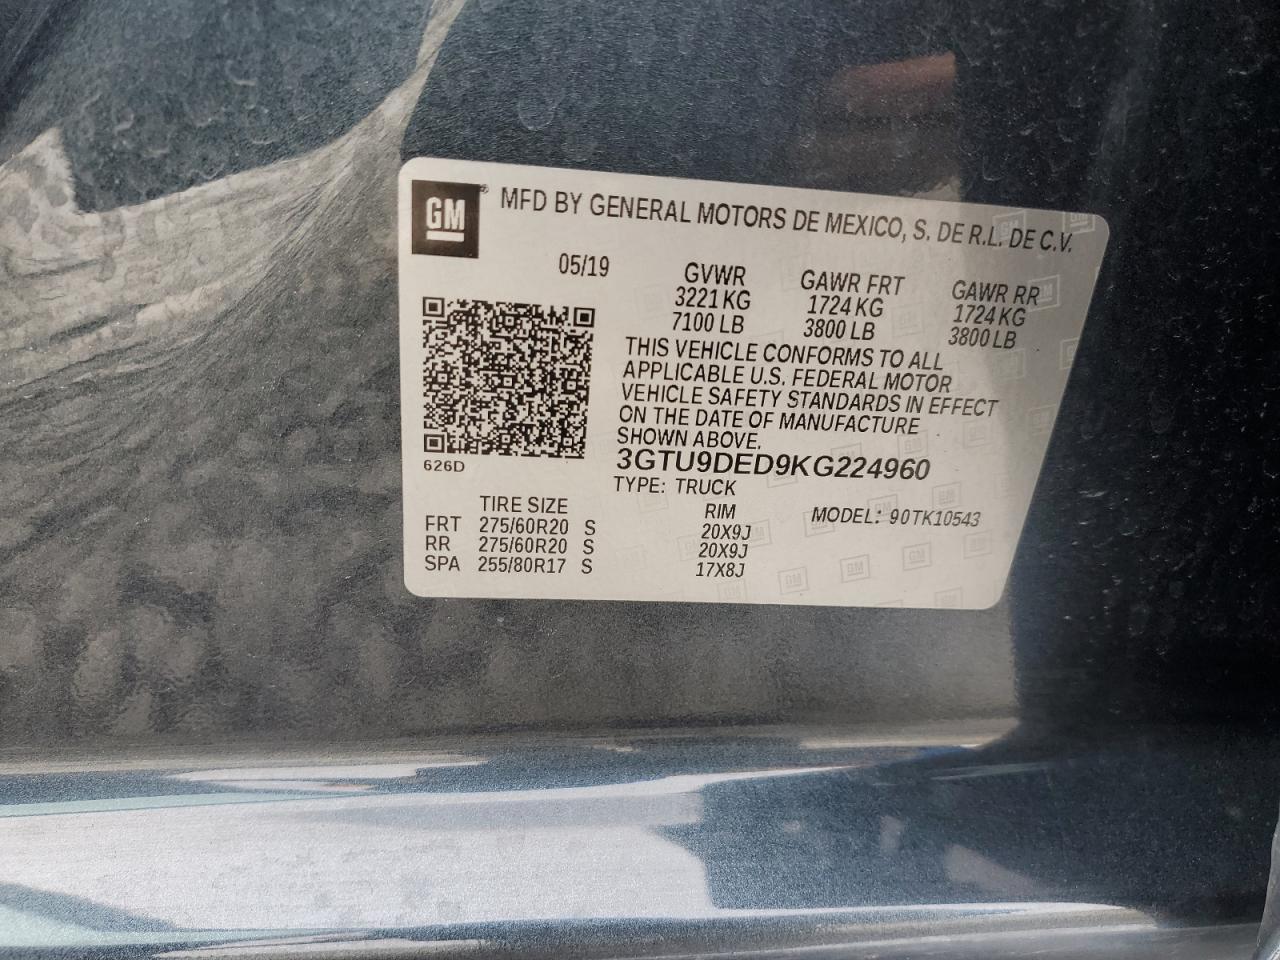 GM® MFD BY GENERAL MOTORS DE MEXICO, S. DE R.L. DE C.V.
05/19 GVWR GAWR FRT GAWR RR
3221 KG 1724 KG 1724 KG
7100 LB 3800 LB 3800 LB
THIS VEHICLE CONFORMS TO ALL
APPLICABLE U.S. FEDERAL MOTOR
VEHICLE SAFETY STANDARDS IN EFFECT
ON THE DATE OF MANUFACTURE
SHOWN ABOVE.
626D 3GTU9DED9KG224960
TYPE: TRUCK MODEL: 90TK10543
TIRE SIZE RIM
FRT 275/60R20 S 20X9J
RR 275/60R20 S 20X9J
SPA 255/80R17 S 17X8J